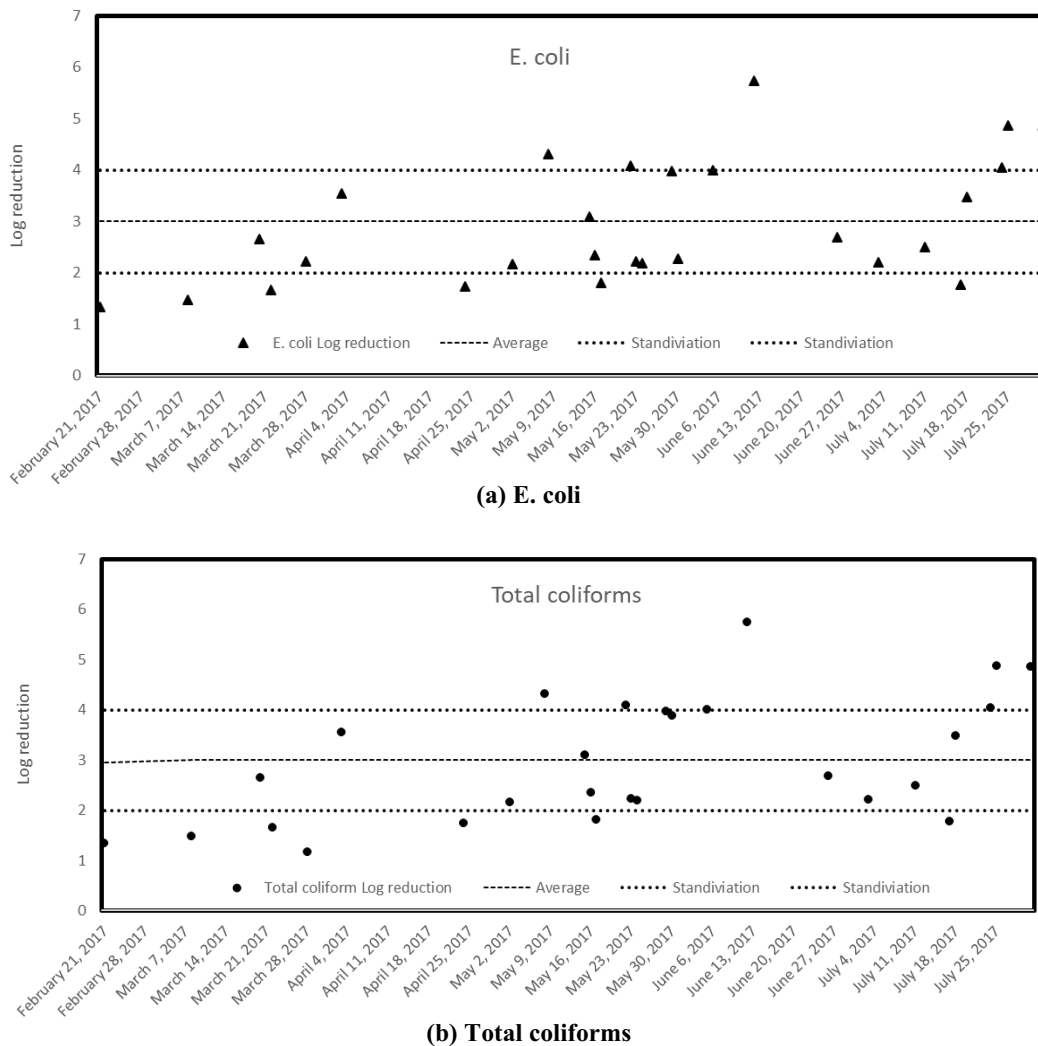 7
E. coli
6
5
4
3
2
1
0
Log reduction
E. coli Log reduction Average Standiviation Standiviation
February 21, 2017
February 28, 2017
March 7, 2017
March 14, 2017
March 21, 2017
March 28, 2017
April 4, 2017
April 11, 2017
April 18, 2017
April 25, 2017
May 2, 2017
May 9, 2017
May 16, 2017
May 23, 2017
May 30, 2017
June 6, 2017
June 13, 2017
June 20, 2017
June 27, 2017
July 4, 2017
July 11, 2017
July 18, 2017
July 25, 2017
(a) E. coli
7
Total coliforms
6
5
4
3
2
1
0
Log reduction
Total coliform Log reduction Average Standiviation Standiviation
February 21, 2017
February 28, 2017
March 7, 2017
March 14, 2017
March 21, 2017
March 28, 2017
April 4, 2017
April 11, 2017
April 18, 2017
April 25, 2017
May 2, 2017
May 9, 2017
May 16, 2017
May 23, 2017
May 30, 2017
June 6, 2017
June 13, 2017
June 20, 2017
June 27, 2017
July 4, 2017
July 11, 2017
July 18, 2017
July 25, 2017
(b) Total coliforms